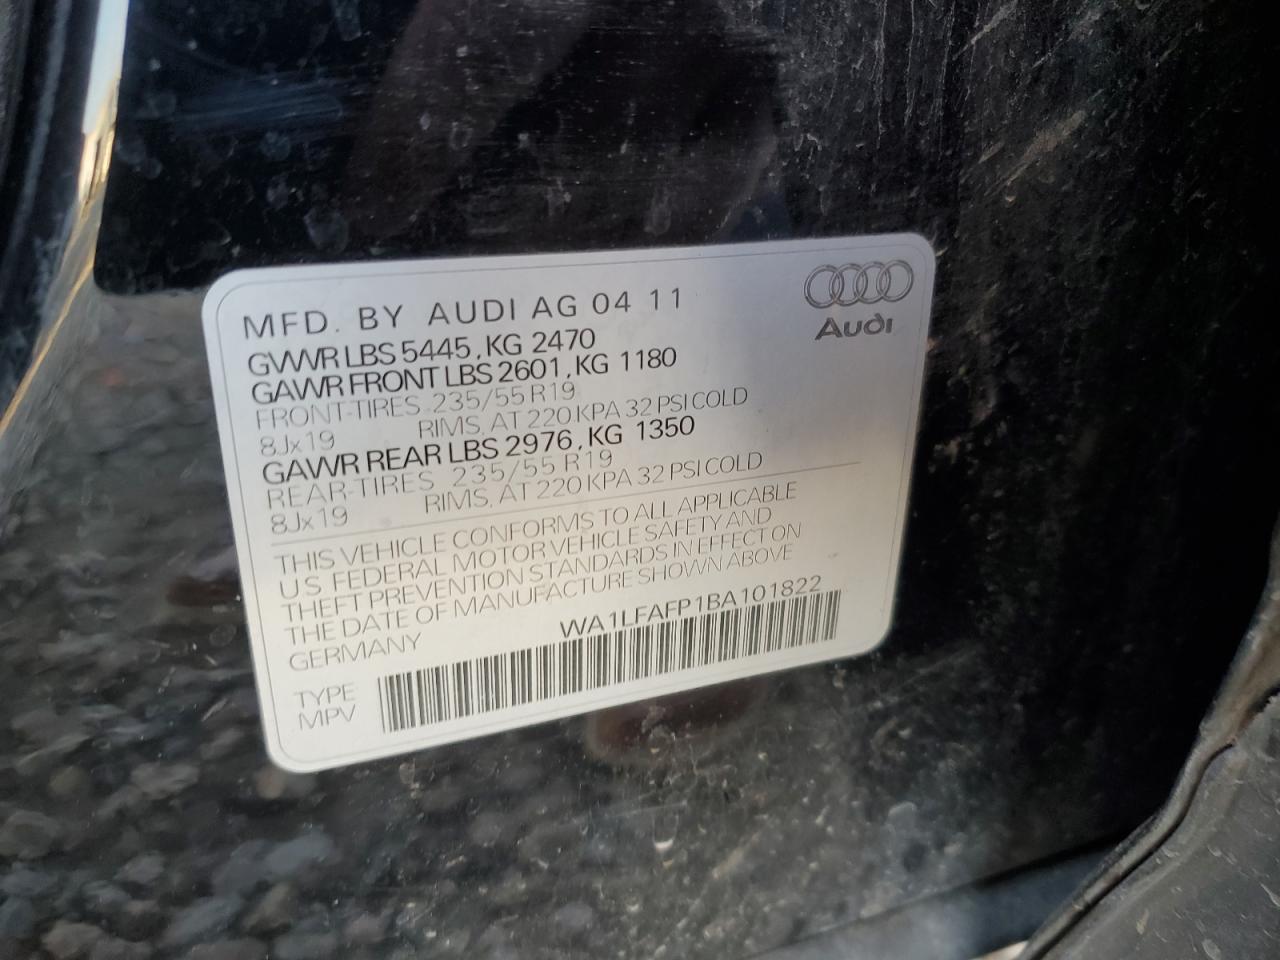 MFD. BY AUDI AG 04 11
Audi
GVWR LBS 5445, KG 2470
GAWR FRONT LBS 2601, KG 1180
FRONT-TIRES 235/55 R19
8Jx19 RIMS, AT 220 KPA 32 PSI COLD
GAWR REAR LBS 2976, KG 1350
REAR-TIRES 235/55 R19
8Jx19 RIMS, AT 220 KPA 32 PSI COLD
THIS VEHICLE CONFORMS TO ALL APPLICABLE
US FEDERAL MOTOR VEHICLE SAFETY AND
THEFT PREVENTION STANDARDS IN EFFECT ON
THE DATE OF MANUFACTURE SHOWN ABOVE
GERMANY WA1LFAFP1BA101822
TYPE
MPV